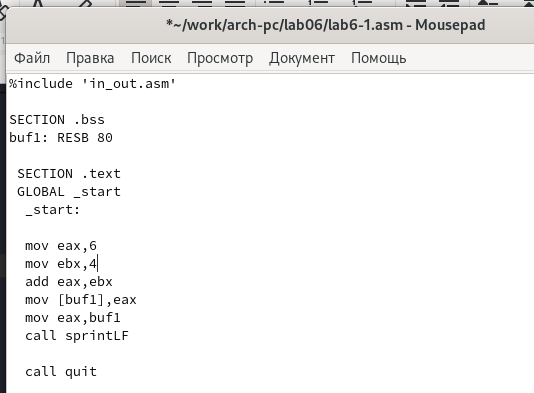 *~/work/arch-pc/lab06/lab6-1.asm - Mousepad
Файл Правка Поиск Просмотр Документ Помощь
%include 'in_out.asm'
SECTION .bss
buf1: RESB 80
SECTION .text
GLOBAL _start
_start:
mov eax,6
mov ebx,4
add eax,ebx
mov [buf1],eax
mov eax,buf1
call sprintLF
call quit